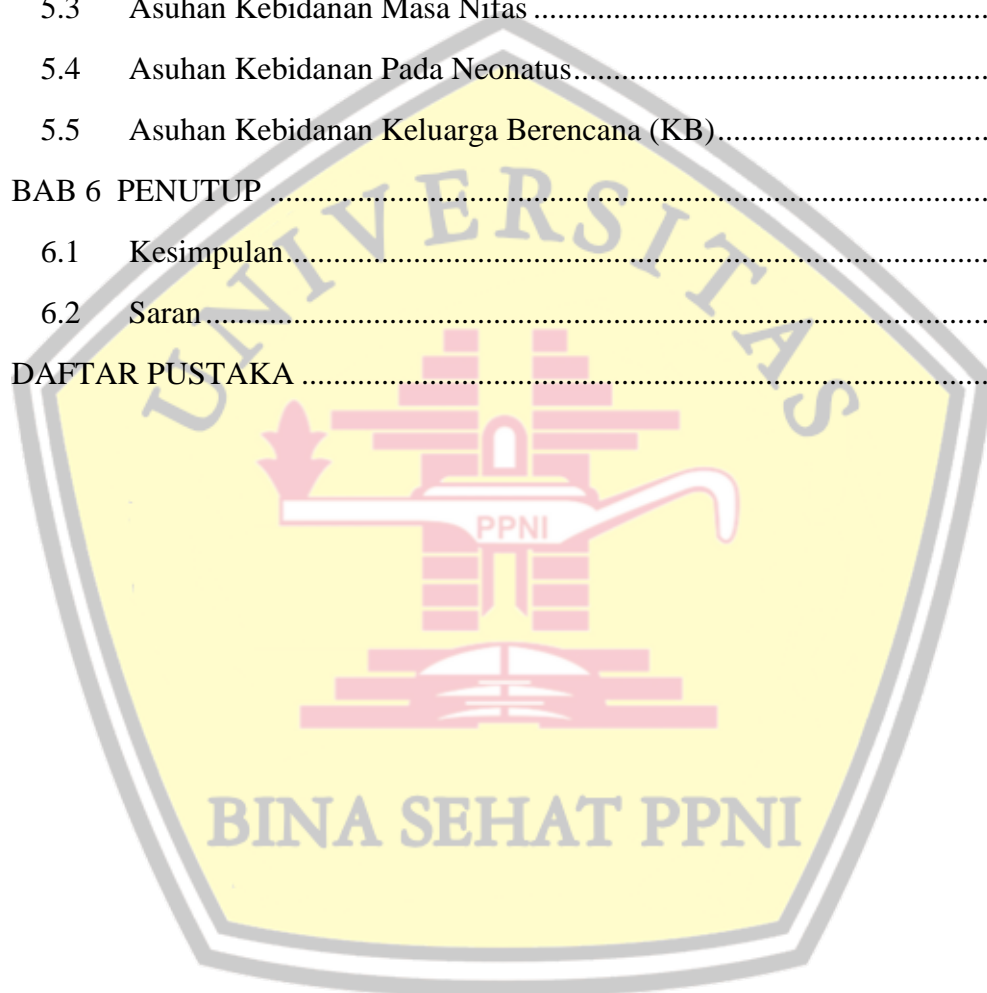 5.3 Asuhan Kebidanan Masa Nifas ........................................................
5.4 Asuhan Kebidanan Pada Neonatus ...................................................
5.5 Asuhan Kebidanan Keluarga Berencana (KB) .................................
BAB 6 PENUTUP ..........................................................................................
6.1 Kesimpulan .......................................................................................
6.2 Saran .................................................................................................
DAFTAR PUSTAKA ......................................................................................
UNIVERSITAS
PPNI
BINA SEHAT PPNI